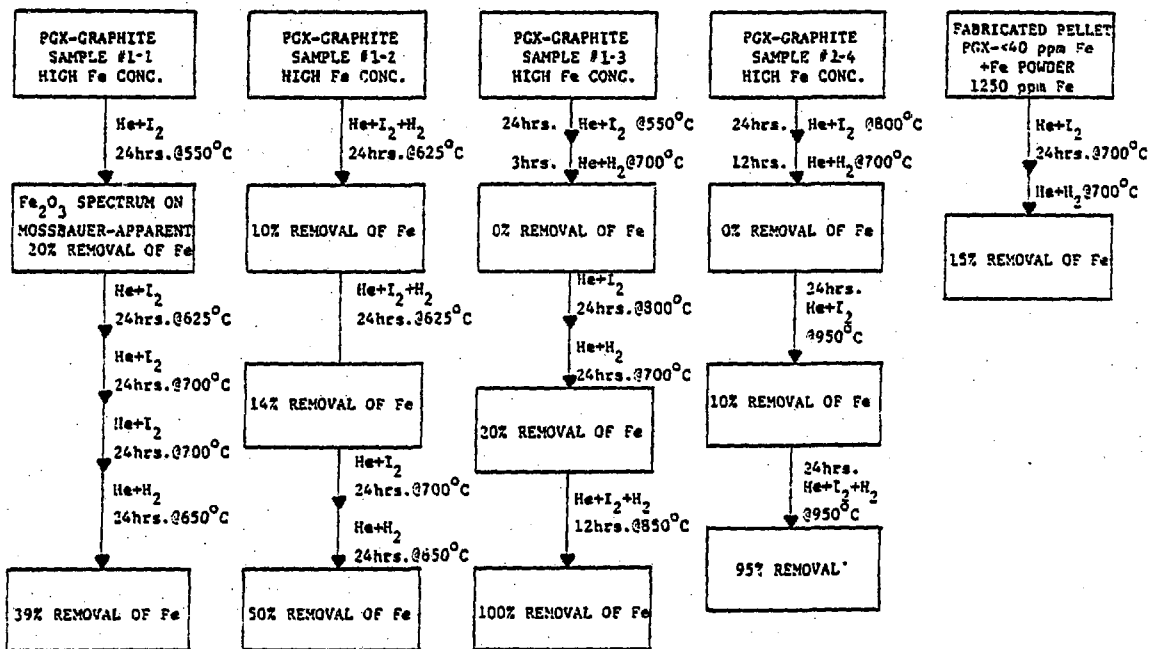 PGX-GRAPHITE
SAMPLE #1-1
HIGH Fe CONC.
He+I2
24hrs.@550°C
Fe2O3 SPECTRUM ON
MOSSBAUER-APPARENT
20% REMOVAL OF Fe
He+I2
24hrs.@625°C
He+I2
24hrs.@700°C
He+I2
24hrs.@700°C
He+H2
24hrs.@650°C
39% REMOVAL OF Fe
PGX-GRAPHITE
SAMPLE #1-2
HIGH Fe CONC.
He+I2+H2
24hrs.@625°C
10% REMOVAL OF Fe
He+I2+H2
24hrs.@625°C
14% REMOVAL OF Fe
He+I2
24hrs.@700°C
He+H2
24hrs.@650°C
50% REMOVAL OF Fe
PGX-GRAPHITE
SAMPLE #1-3
HIGH Fe CONC.
24hrs. He+I2 @550°C
3hrs. He+H2@700°C
0% REMOVAL OF Fe
He+I2
24hrs.@800°C
He+H2
24hrs.@700°C
20% REMOVAL OF Fe
He+I2+H2
12hrs.@850°C
100% REMOVAL OF Fe
PGX-GRAPHITE
HIGH Fe CONC.
24hrs. He+I2 @800°C
12hrs. He+H2@700°C
0% REMOVAL OF Fe
24hrs.
He+I2
@950°C
10% REMOVAL OF Fe
24hrs.
He+I2+H2
@950°C
95% REMOVAL
FABRICATED PELLET
PGX-<40 ppm Fe
+Fe POWDER
1250 ppm Fe
He+I2
24hrs.@700°C
He+H2@700°C
15% REMOVAL OF Fe